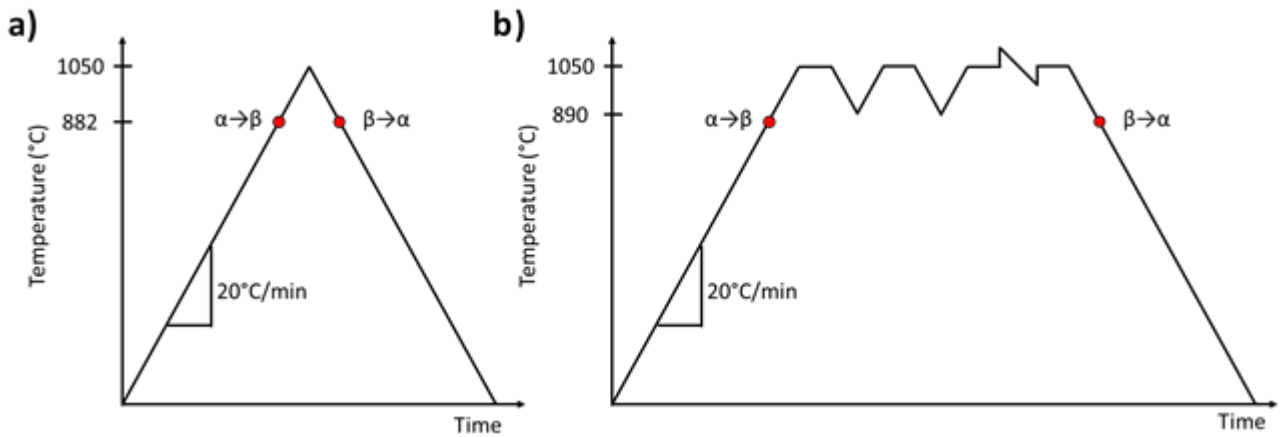 a)
1050
882
α→β
β→α
20°C/min
Temperature (°C)
Time
b)
1050
890
α→β
β→α
20°C/min
Temperature (°C)
Time